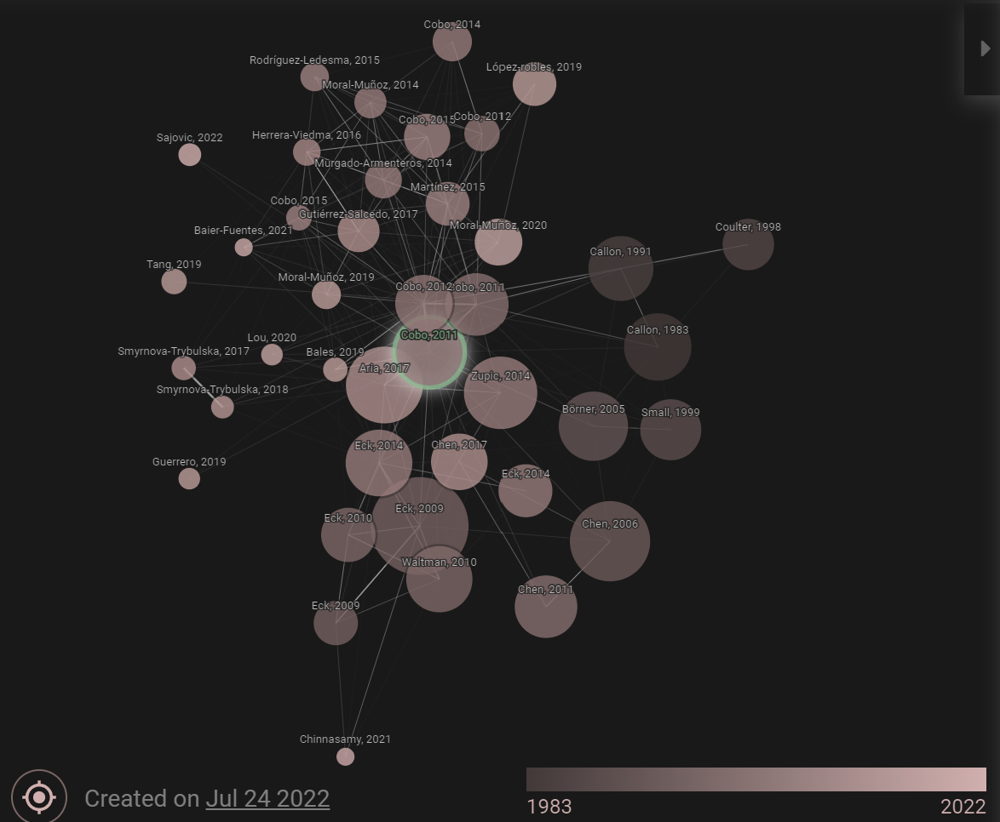 Cobo, 2014
Rodríguez-Ledesma, 2015
López-robles, 2019
Moral-Muñoz, 2014
Cobo, 2015
Cobo, 2012
Herrera-Viedma, 2016
Sajovic, 2022
Murgado-Armenteros, 2014
Martínez, 2015
Cobo, 2015
Gutiérrez-Salcedo, 2017
Moral-Muñoz, 2020
Coulter, 1998
Baier-Fuentes, 2021
Callon, 1991
Tang, 2019
Moral-Muñoz, 2019
Cobo, 2012
Cobo, 2011
Callon, 1983
Cobo, 2011
Lou, 2020
Smyrnova-Trybulska, 2017
Bales, 2019
Aria, 2017
Zupic, 2014
Smyrnova-Trybulska, 2018
Börner, 2005
Small, 1999
Eck, 2014
Chen, 2017
Guerrero, 2019
Eck, 2014
Eck, 2009
Eck, 2010
Chen, 2006
Waltman, 2010
Chen, 2011
Eck, 2009
Chinnasamy, 2021
Created on Jul 24 2022
1983
2022